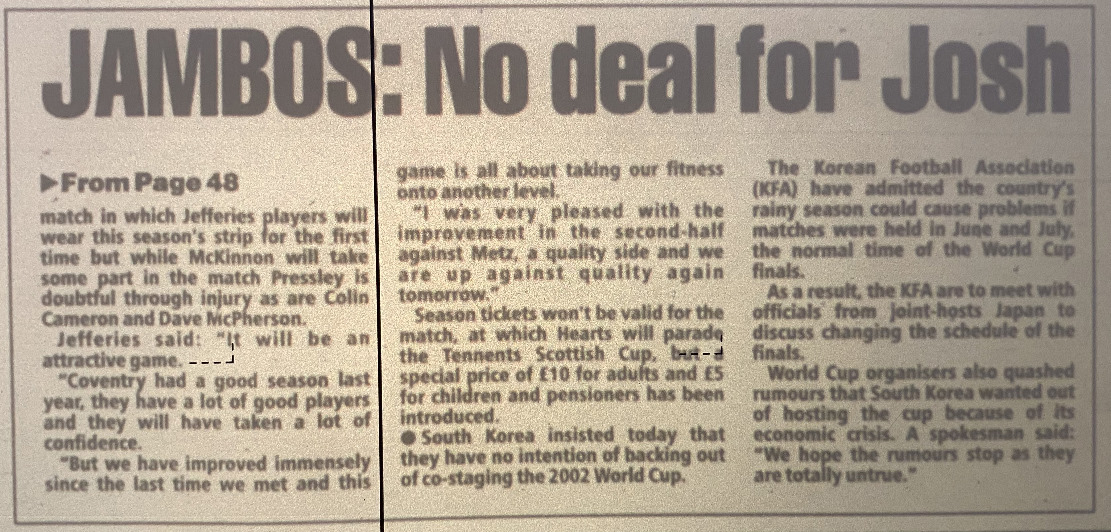 JAMBOS: No deal for Josh
▶From Page 48
match in which Jefferies players will
wear this season's strip for the first
time but while McKinnon will take
some part in the match Pressley is
doubtful through injury as are Colin
Cameron and Dave McPherson.
Jefferies said: "It will be an
attractive game.
"Coventry had a good season last
year, they have a lot of good players
and they will have taken a lot of
confidence.
"But we have improved immensely
since the last time we met and this
game is all about taking our fitness
onto another level.
"I was very pleased with the
improvement in the second-half
against Metz, a quality side and we
are up against quality again
tomorrow."
Season tickets won't be valid for the
match, at which Hearts will parade
the Tennents Scottish Cup,
special price of £10 for adults and £5
for children and pensioners has been
introduced.
● South Korea insisted today that
they have no intention of backing out
of co-staging the 2002 World Cup.
The Korean Football Association
(KFA) have admitted the country's
rainy season could cause problems if
matches were held in June and July,
the normal time of the World Cup
finals.
As a result, the KFA are to meet with
officials from joint-hosts Japan to
discuss changing the schedule of the
finals.
World Cup organisers also quashed
rumours that South Korea wanted out
of hosting the cup because of its
economic crisis. A spokesman said:
"We hope the rumours stop as they
are totally untrue."